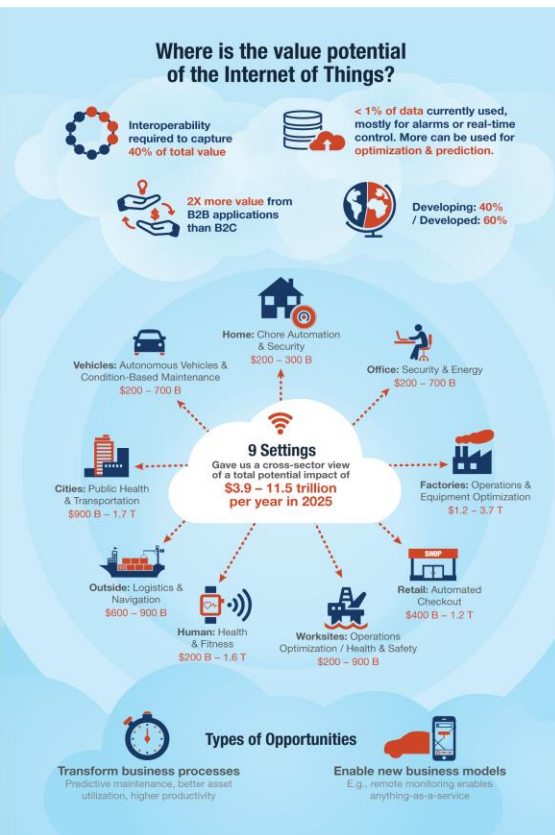 Where is the value potential
of the Internet of Things?
Interoperability
required to capture
40% of total value
< 1% of data currently used,
mostly for alarms or real-time
control. More can be used for
optimization & prediction.
2X more value from
B2B applications
than B2C
Developing: 40%
/ Developed: 60%
Home: Chore Automation
& Security
$200 – 300 B
Vehicles: Autonomous Vehicles &
Condition-Based Maintenance
$200 – 700 B
Office: Security & Energy
$200 – 700 B
9 Settings
Gave us a cross-sector view
of a total potential impact of
$3.9 – 11.5 trillion
per year in 2025
Cities: Public Health
& Transportation
$900 B – 1.7 T
Factories: Operations &
Equipment Optimization
$1.2 – 3.7 T
Outside: Logistics &
Navigation
$600 – 900 B
SHOP
Retail: Automated
Checkout
$400 B – 1.2 T
Human: Health
& Fitness
$200 B – 1.6 T
Worksites: Operations
Optimization / Health & Safety
$200 – 900 B
Types of Opportunities
Transform business processes
Predictive maintenance, better asset
utilization, higher productivity
Enable new business models
E.g., remote monitoring enables
anything-as-a-service